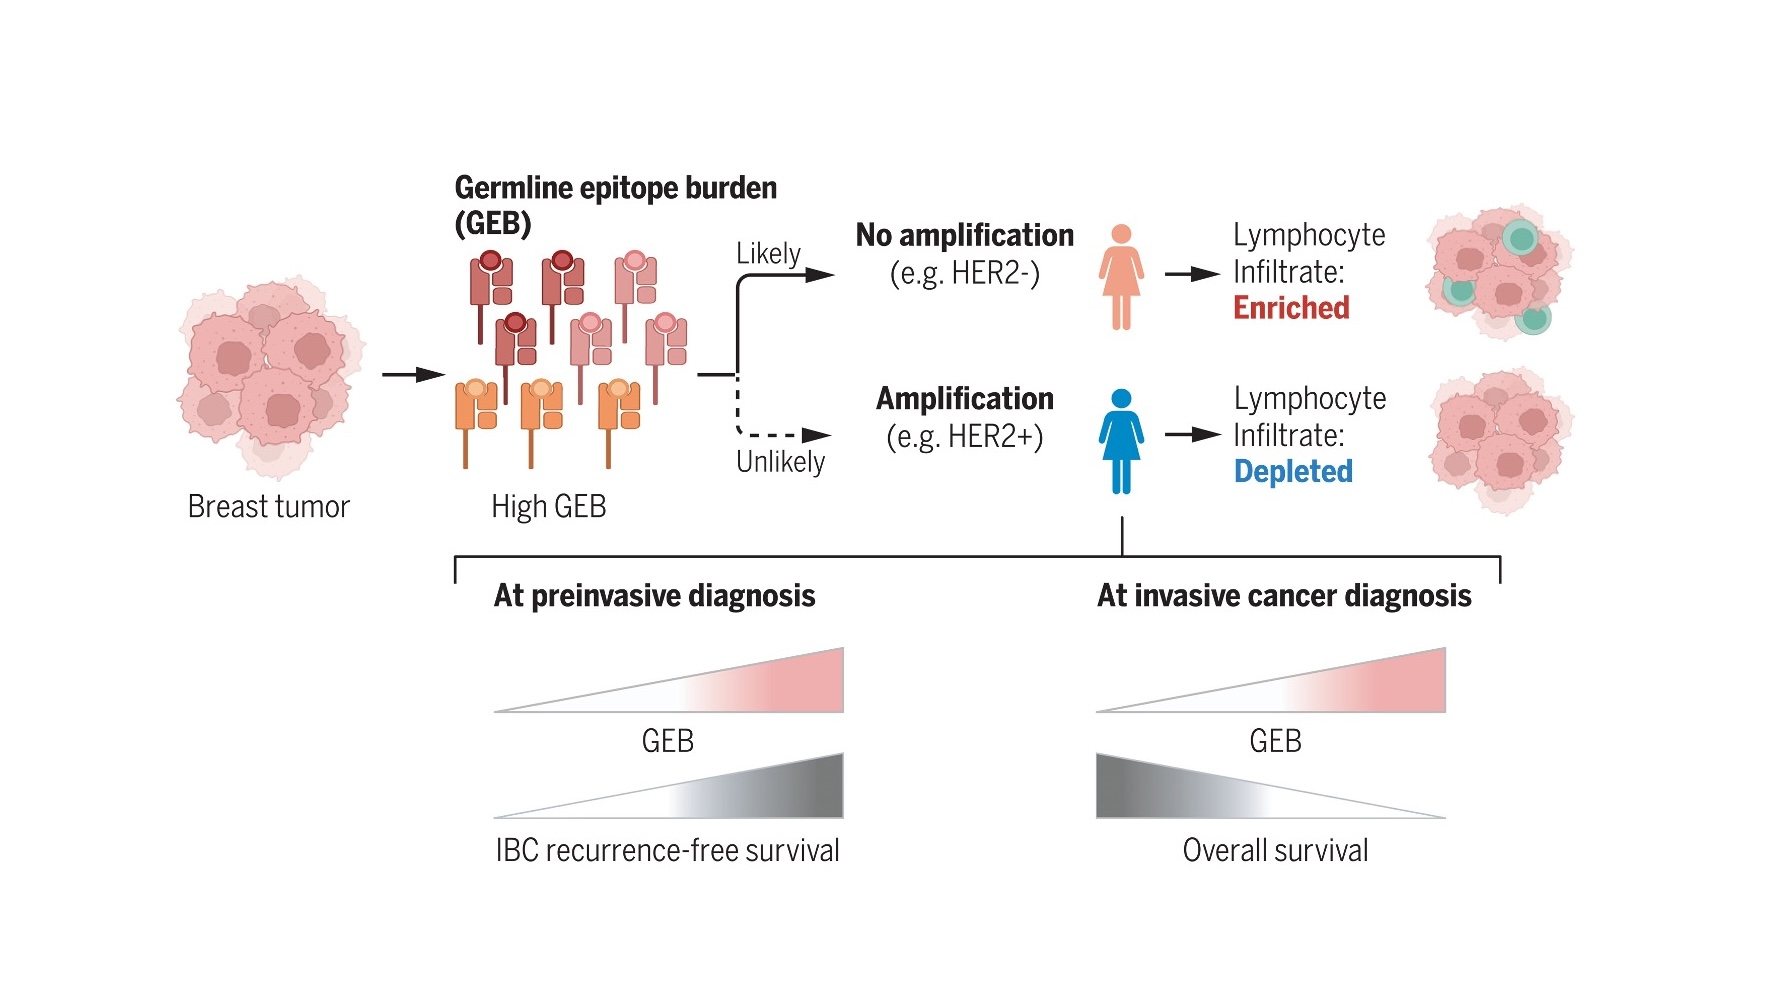 Germline epitope burden
(GEB)
Likely
No amplification
(e.g. HER2-)
Lymphocyte
Infiltrate:
Enriched
Breast tumor
High GEB
Unlikely
Amplification
(e.g. HER2+)
Lymphocyte
Infiltrate:
Depleted
At preinvasive diagnosis
GEB
IBC recurrence-free survival
At invasive cancer diagnosis
GEB
Overall survival